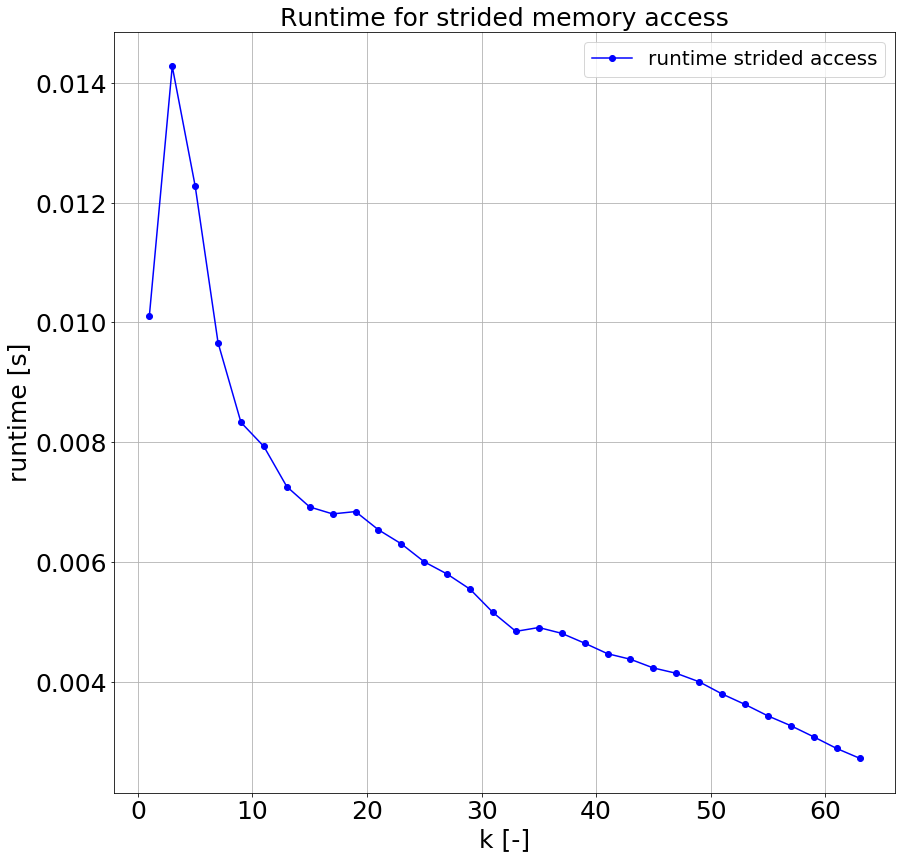 Runtime for strided memory access
runtime strided access
0.014
0.012
0.010
0.008
0.006
0.004
runtime [s]
0 10 20 30 40 50 60
k [-]